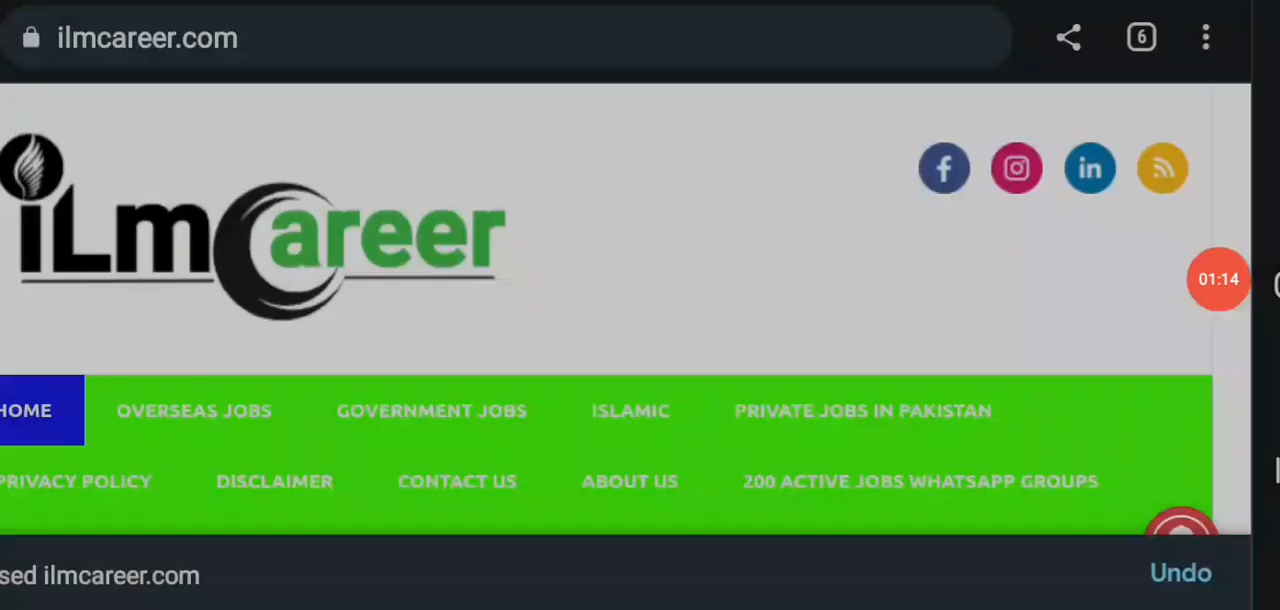 ilmcareer.com
6
iLmCareer
01:14
HOME OVERSEAS JOBS GOVERNMENT JOBS ISLAMIC PRIVATE JOBS IN PAKISTAN
PRIVACY POLICY DISCLAIMER CONTACT US ABOUT US 200 ACTIVE JOBS WHATSAPP GROUPS
sed ilmcareer.com Undo